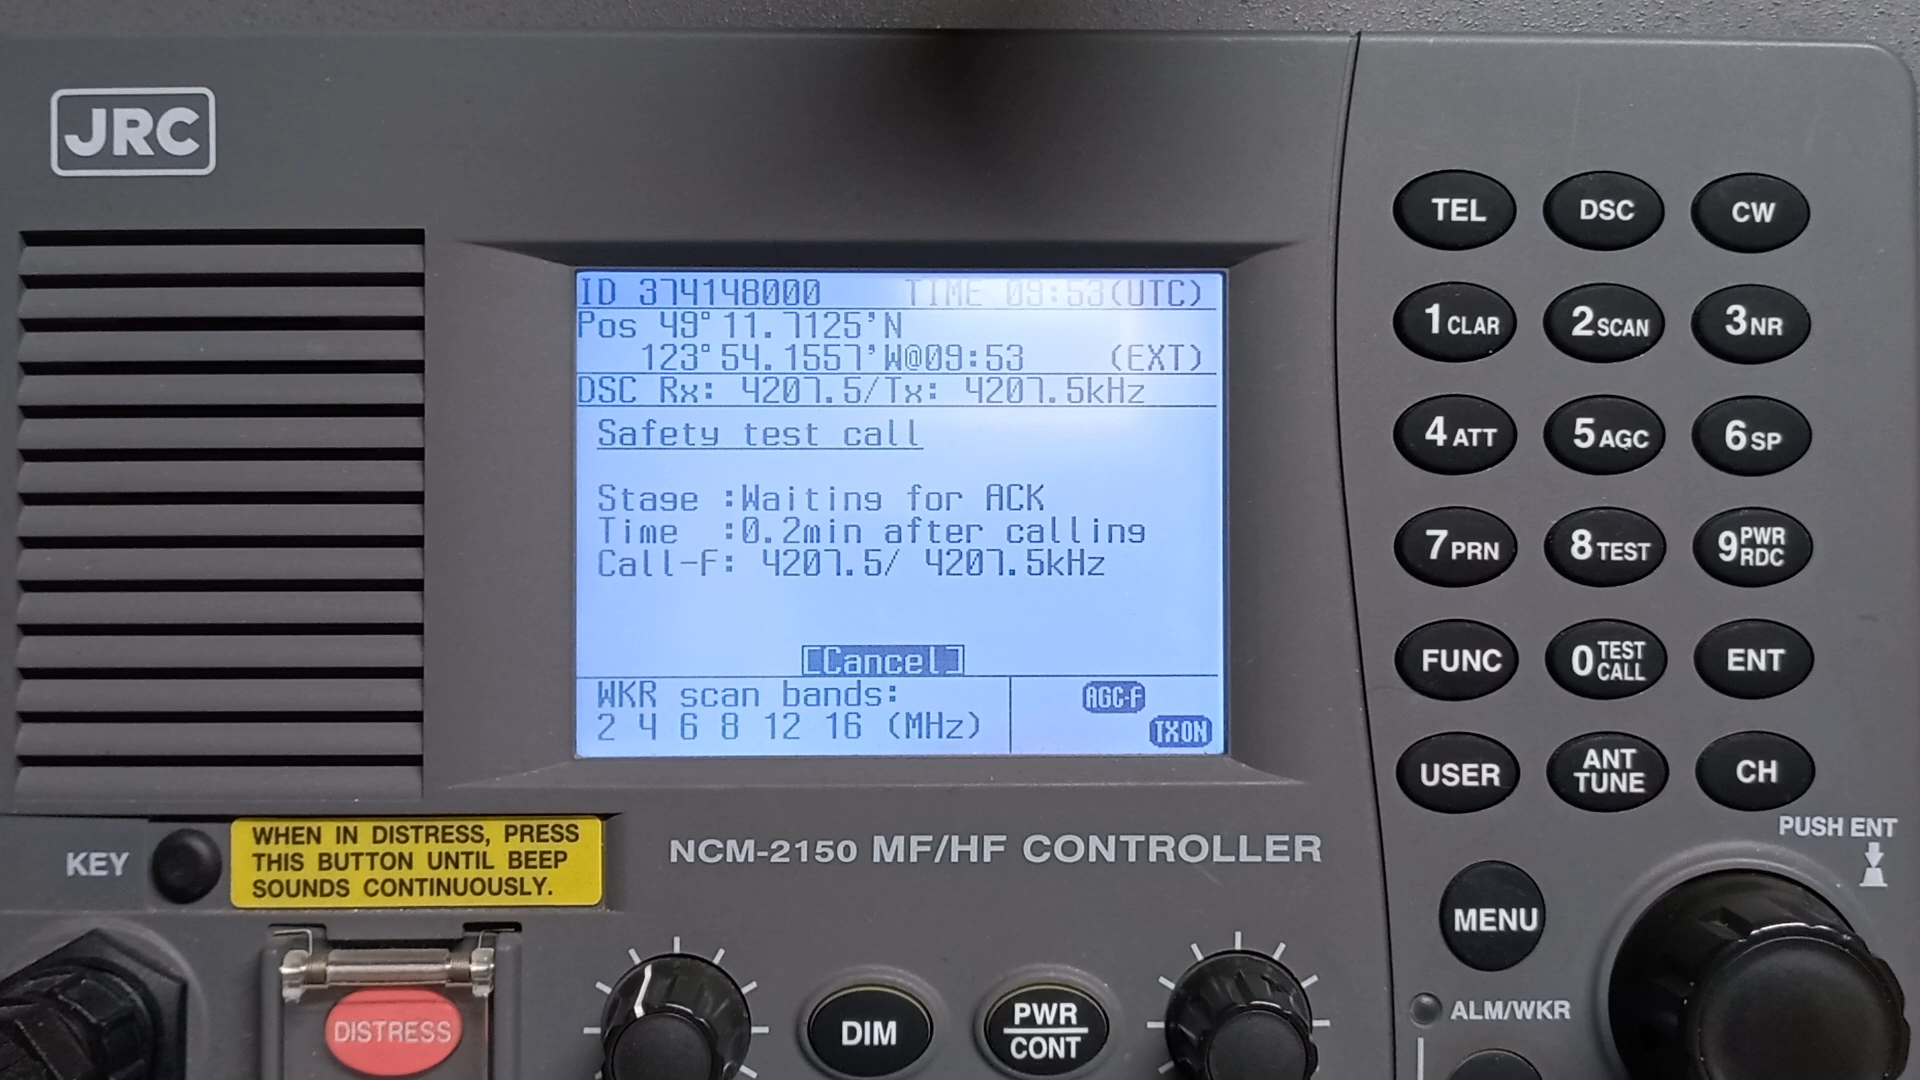 JRC
ID 374148000 TIME 09:53(UTC)
Pos 49°11.7125'N
123°54.1557'W@09:53 (EXT)
DSC Rx: 4207.5/Tx: 4207.5kHz
Safety test call
Stage :Waiting for ACK
Time :0.2min after calling
Call-F: 4207.5/ 4207.5kHz
[Cancel]
WKR scan bands:
2 4 6 8 12 16 (MHz)
AGC-F
TXON
TEL DSC CW
1 CLAR 2 SCAN 3 NR
4 ATT 5 AGC 6 SP
7 PRN 8 TEST 9 PWR RDC
FUNC 0 TEST CALL ENT
USER ANT TUNE CH
PUSH ENT
KEY
WHEN IN DISTRESS, PRESS
THIS BUTTON UNTIL BEEP
SOUNDS CONTINUOUSLY.
NCM-2150 MF/HF CONTROLLER
MENU
DISTRESS
DIM
PWR
CONT
ALM/WKR